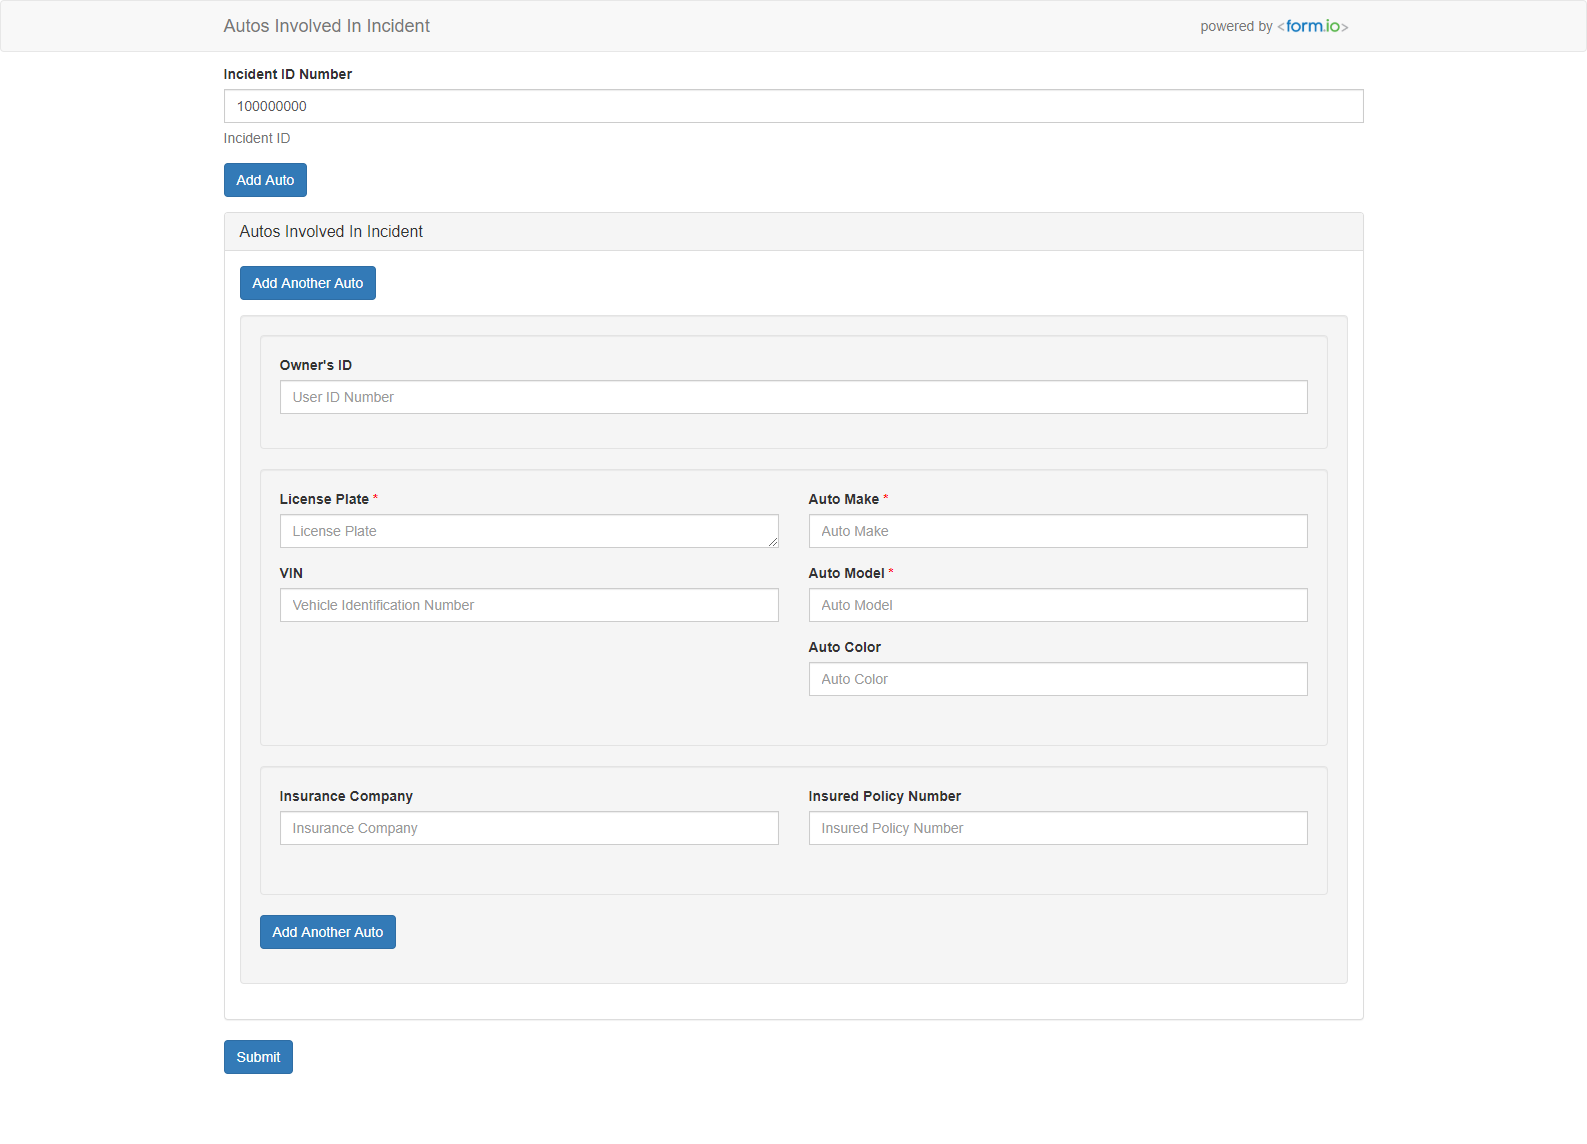 Autos Involved In Incident
powered by <form.io>
Incident ID Number
100000000
Incident ID
Add Auto
Autos Involved In Incident
Add Another Auto
Owner's ID
User ID Number
License Plate *
License Plate
VIN
Vehicle Identification Number
Auto Make *
Auto Make
Auto Model *
Auto Model
Auto Color
Auto Color
Insurance Company
Insurance Company
Insured Policy Number
Insured Policy Number
Add Another Auto
Submit